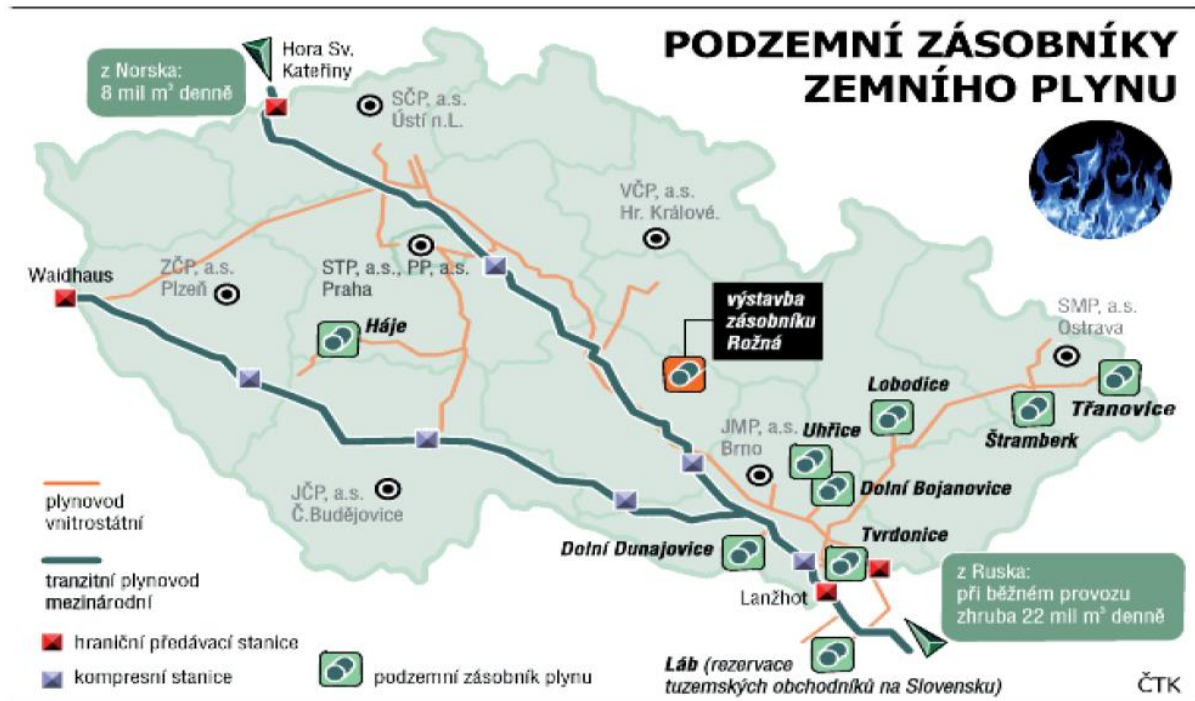 PODZEMNÍ ZÁSOBNÍKY
ZEMNÍHO PLYNU
z Norska:
8 mil m³ denně
Hora Sv.
Kateřiny
SČP, a.s.
Ústí n.L.
VČP, a.s.
Hr. Králové.
Waidhaus
ZČP, a.s.
Plzeň
STP, a.s., PP, a.s.
Praha
Háje
výstavba
zásobníku
Rožná
SMP, a.s.
Ostrava
Lobodice
Třanovice
Štramberk
JMP, a.s.
Brno
Uhřice
Dolní Bojanovice
JČP, a.s.
Č.Budějovice
Dolní Dunajovice
Tvrdonice
Lanžhot
z Ruska:
při běžném provozu
zhruba 22 mil m³ denně
Láb (rezervace
tuzemských obchodníků na Slovensku)
plynovod
vnitrostátní
tranzitní plynovod
mezinárodní
hraniční předávací stanice
kompresní stanice
podzemní zásobník plynu
ČTK